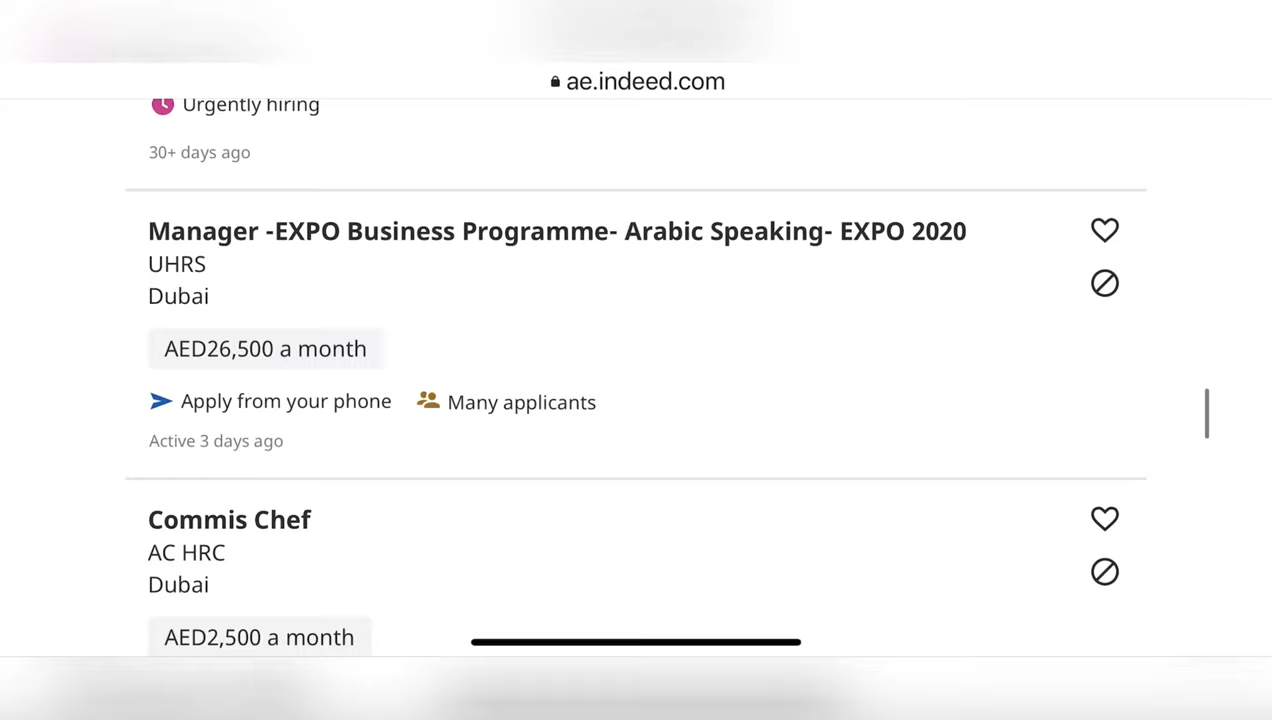 ae.indeed.com
Urgently hiring
30+ days ago
Manager -EXPO Business Programme- Arabic Speaking- EXPO 2020
UHRS
Dubai
AED26,500 a month
Apply from your phone Many applicants
Active 3 days ago
Commis Chef
AC HRC
Dubai
AED2,500 a month